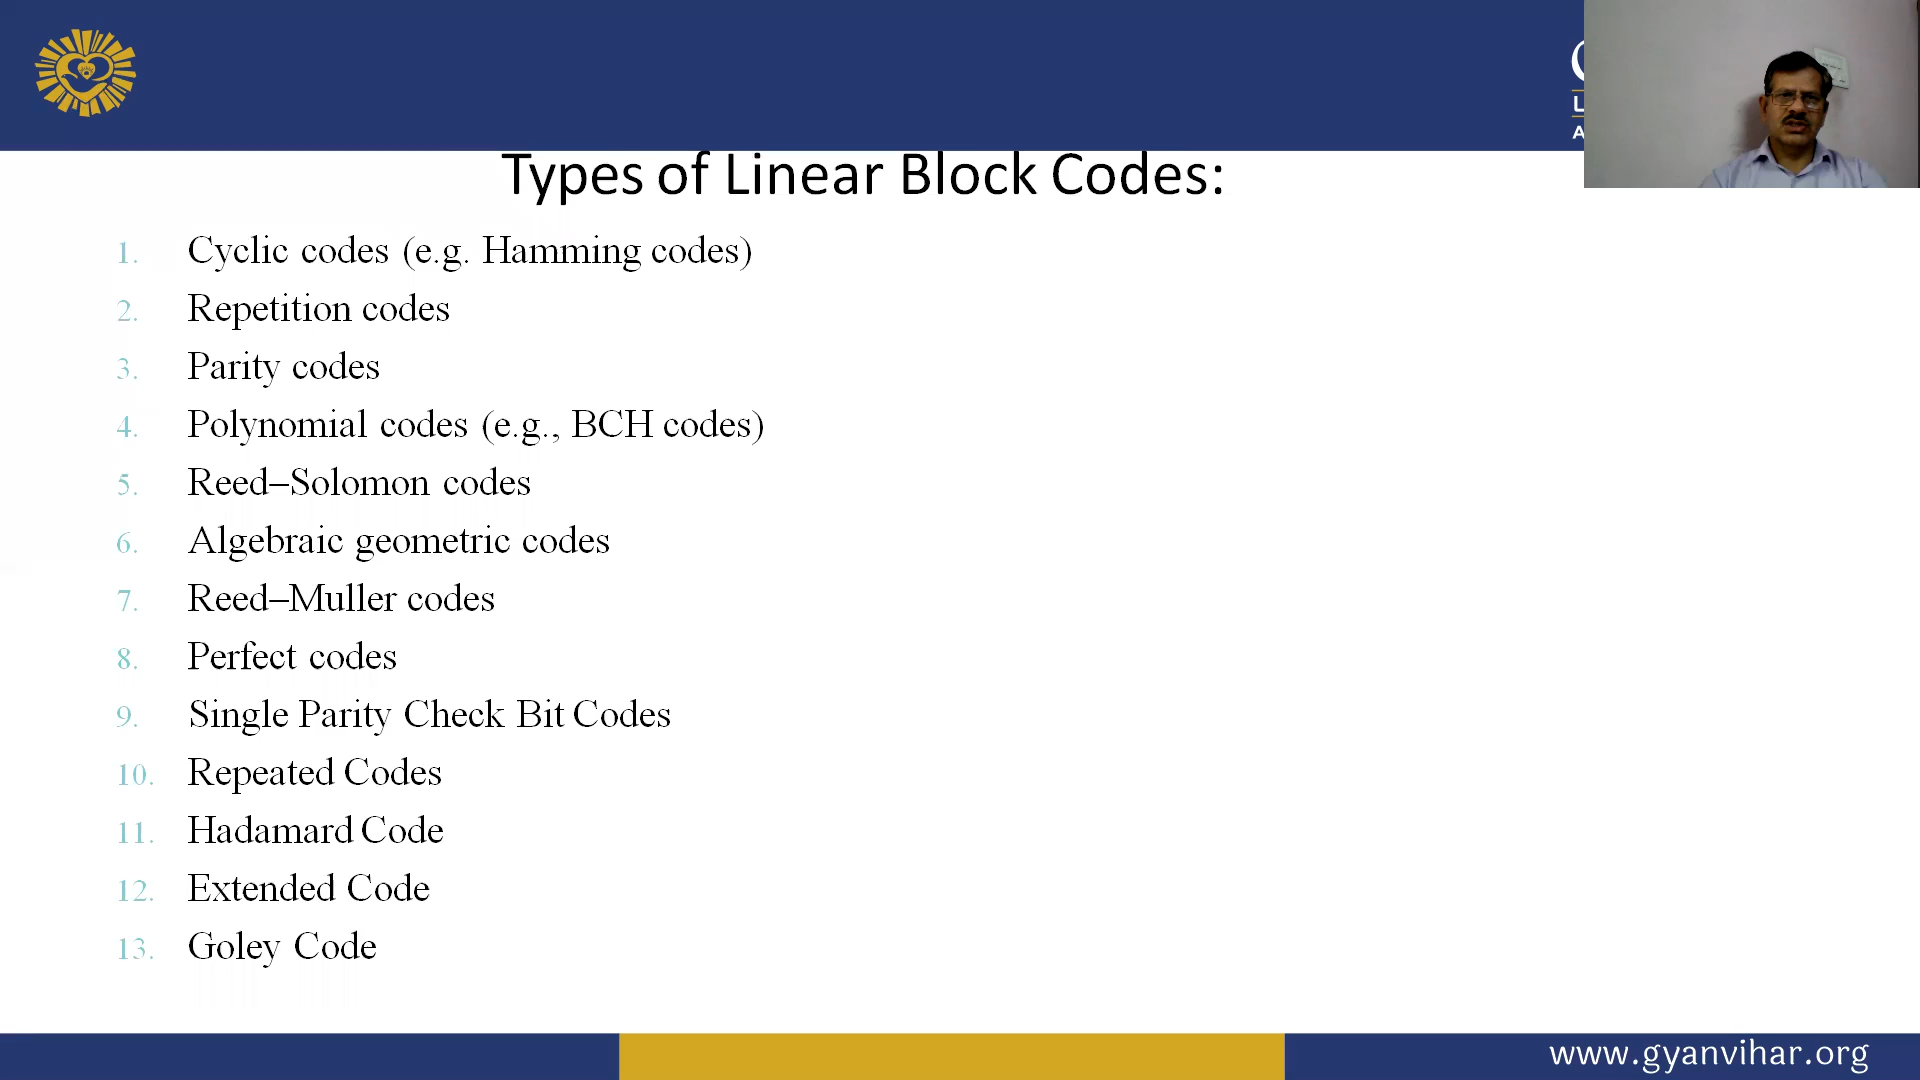 Types of Linear Block Codes:
1. Cyclic codes (e.g. Hamming codes)
2. Repetition codes
3. Parity codes
4. Polynomial codes (e.g., BCH codes)
5. Reed–Solomon codes
6. Algebraic geometric codes
7. Reed–Muller codes
8. Perfect codes
9. Single Parity Check Bit Codes
10. Repeated Codes
11. Hadamard Code
12. Extended Code
13. Goley Code
www.gyanvihar.org